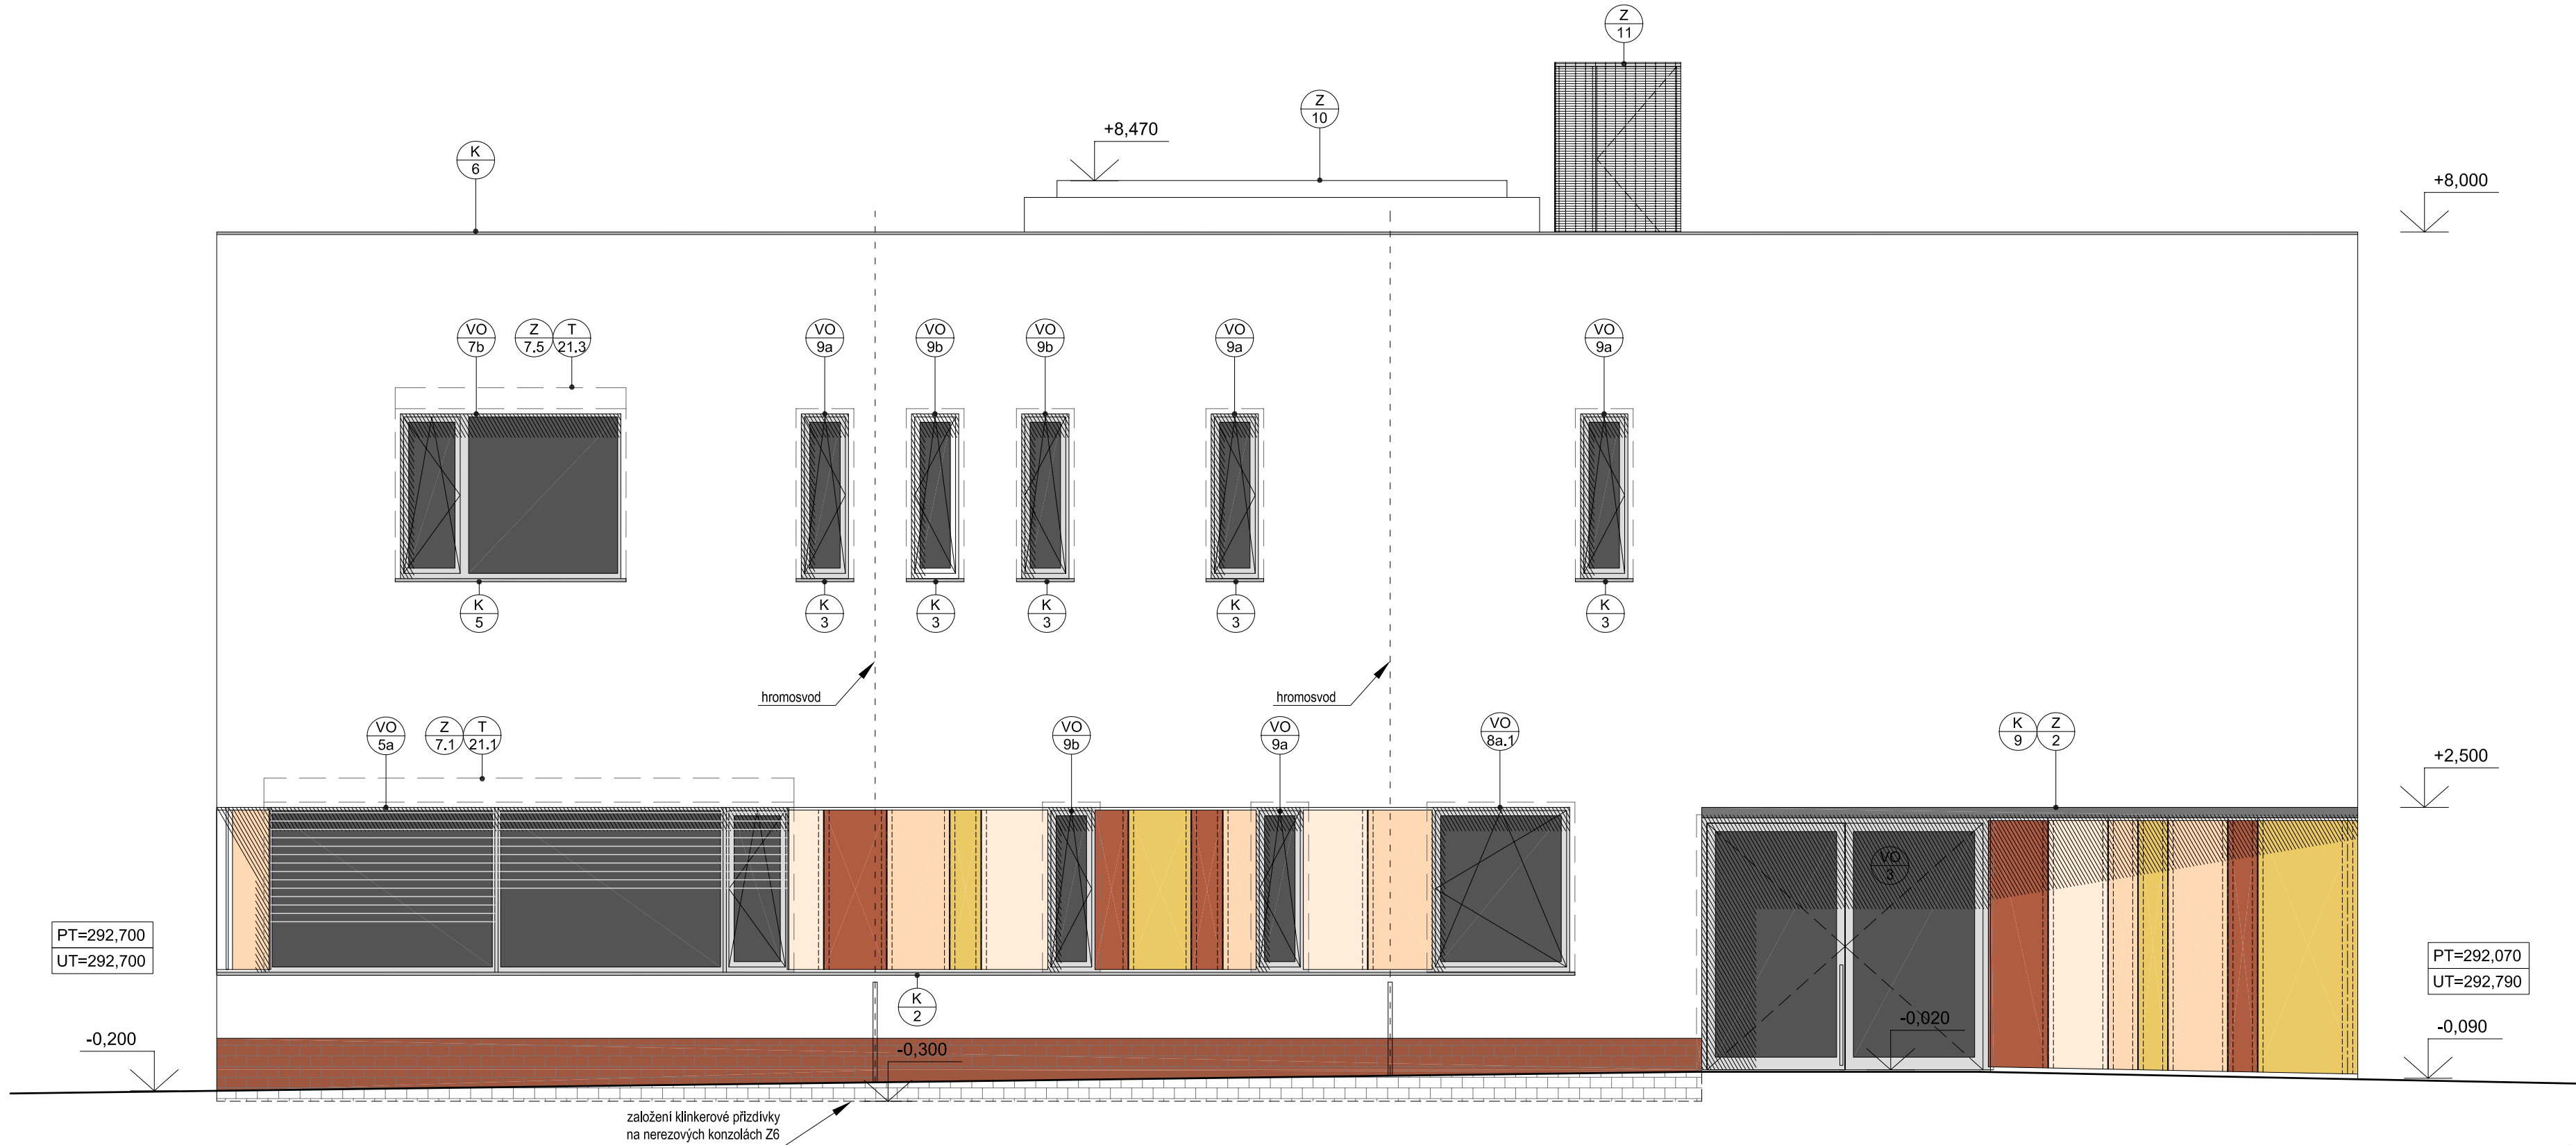 Z
11
Z
10
+8,470
K
6
+8,000
VO
7b
Z
7.5
T
21.3
VO
9a
VO
9b
VO
9b
VO
9a
VO
9a
K
5
K
3
K
3
K
3
K
3
K
3
hromosvod
hromosvod
VO
5a
Z
7.1
T
21.1
VO
9b
VO
9a
VO
8a.1
K
9
Z
2
+2,500
VO
3
PT=292,700
UT=292,700
PT=292,070
UT=292,790
K
2
-0,020
-0,200
-0,300
-0,090
založení klinkerové přizdívky
na nerezových konzolách Z6